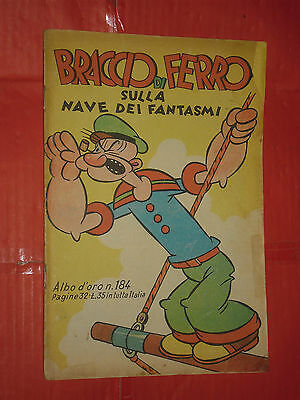 BRACCIO DI FERRO
SULLA
NAVE DEI FANTASMI
Albo d'oro n. 184
Pagine 32 - L. 35 in tutta Italia